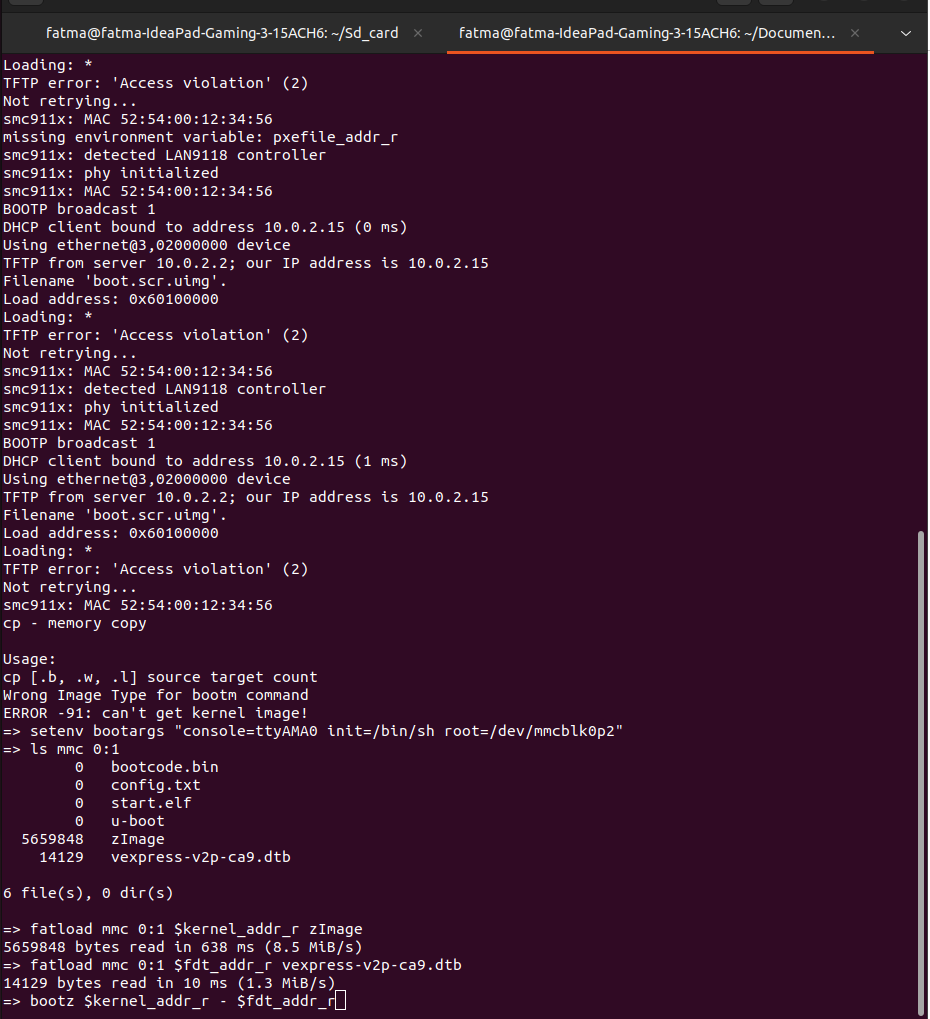 fatma@fatma-IdeaPad-Gaming-3-15ACH6: ~/Sd_card
fatma@fatma-IdeaPad-Gaming-3-15ACH6: ~/Documen...
Loading: *
TFTP error: 'Access violation' (2)
Not retrying...
smc911x: MAC 52:54:00:12:34:56
missing environment variable: pxefile_addr_r
smc911x: detected LAN9118 controller
smc911x: phy initialized
smc911x: MAC 52:54:00:12:34:56
BOOTP broadcast 1
DHCP client bound to address 10.0.2.15 (0 ms)
Using ethernet@3,02000000 device
TFTP from server 10.0.2.2; our IP address is 10.0.2.15
Filename 'boot.scr.uimg'.
Load address: 0x60100000
Loading: *
TFTP error: 'Access violation' (2)
Not retrying...
smc911x: MAC 52:54:00:12:34:56
smc911x: detected LAN9118 controller
smc911x: phy initialized
smc911x: MAC 52:54:00:12:34:56
BOOTP broadcast 1
DHCP client bound to address 10.0.2.15 (1 ms)
Using ethernet@3,02000000 device
TFTP from server 10.0.2.2; our IP address is 10.0.2.15
Filename 'boot.scr.uimg'.
Load address: 0x60100000
Loading: *
TFTP error: 'Access violation' (2)
Not retrying...
smc911x: MAC 52:54:00:12:34:56
cp - memory copy
Usage:
cp [.b, .w, .l] source target count
Wrong Image Type for bootm command
ERROR -91: can't get kernel image!
=> setenv bootargs "console=ttyAMA0 init=/bin/sh root=/dev/mmcblk0p2"
=> ls mmc 0:1
        0   bootcode.bin
        0   config.txt
        0   start.elf
        0   u-boot
  5659848   zImage
    14129   vexpress-v2p-ca9.dtb
6 file(s), 0 dir(s)
=> fatload mmc 0:1 $kernel_addr_r zImage
5659848 bytes read in 638 ms (8.5 MiB/s)
=> fatload mmc 0:1 $fdt_addr_r vexpress-v2p-ca9.dtb
14129 bytes read in 10 ms (1.3 MiB/s)
=> bootz $kernel_addr_r - $fdt_addr_r